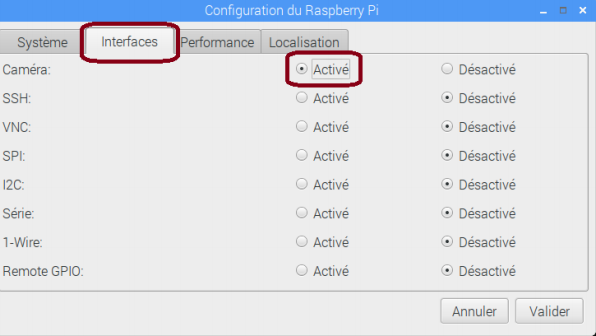 Configuration du Raspberry Pi
Système Interfaces Performance Localisation
Caméra: Activé Désactivé
SSH: Activé Désactivé
VNC: Activé Désactivé
SPI: Activé Désactivé
I2C: Activé Désactivé
Série: Activé Désactivé
1-Wire: Activé Désactivé
Remote GPIO: Activé Désactivé
Annuler Valider